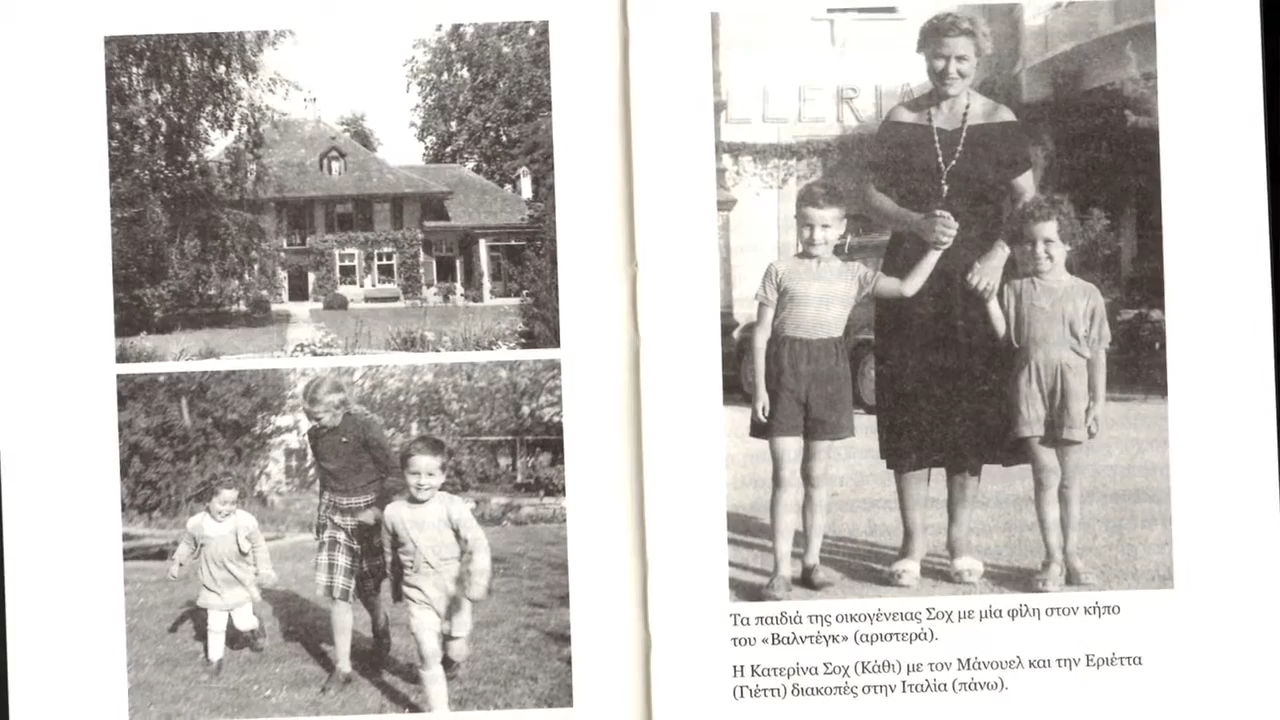 LLERIA
Τα παιδιά της οικογένειας Σοχ με μία φίλη στον κήπο
του «Βαλντέγκ» (αριστερά).
Η Κατερίνα Σοχ (Κάθι) με τον Μάνουελ και την Εριέττα
(Γιέττι) διακοπές στην Ιταλία (πάνω).